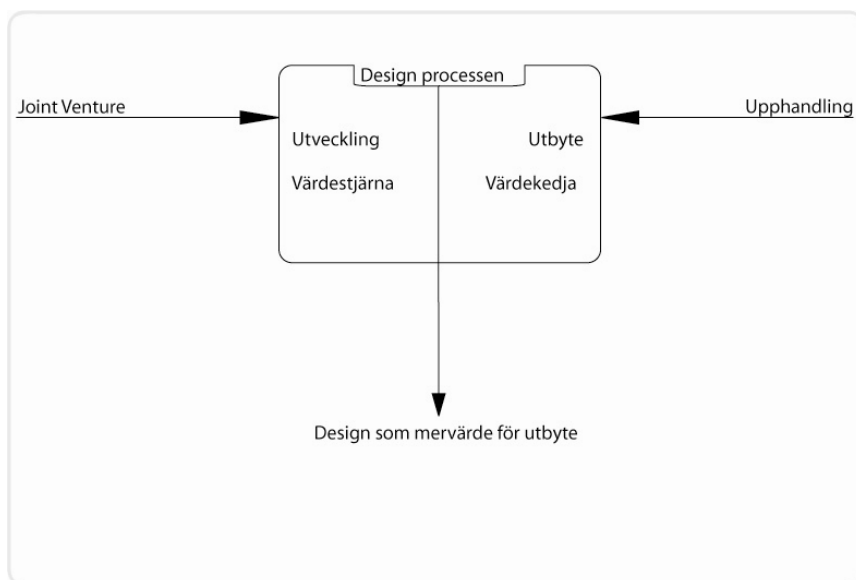 Design processen
Joint Venture
Upphandling
Utveckling
Utbyte
Värdestjärna
Värdekedja
Design som mervärde för utbyte